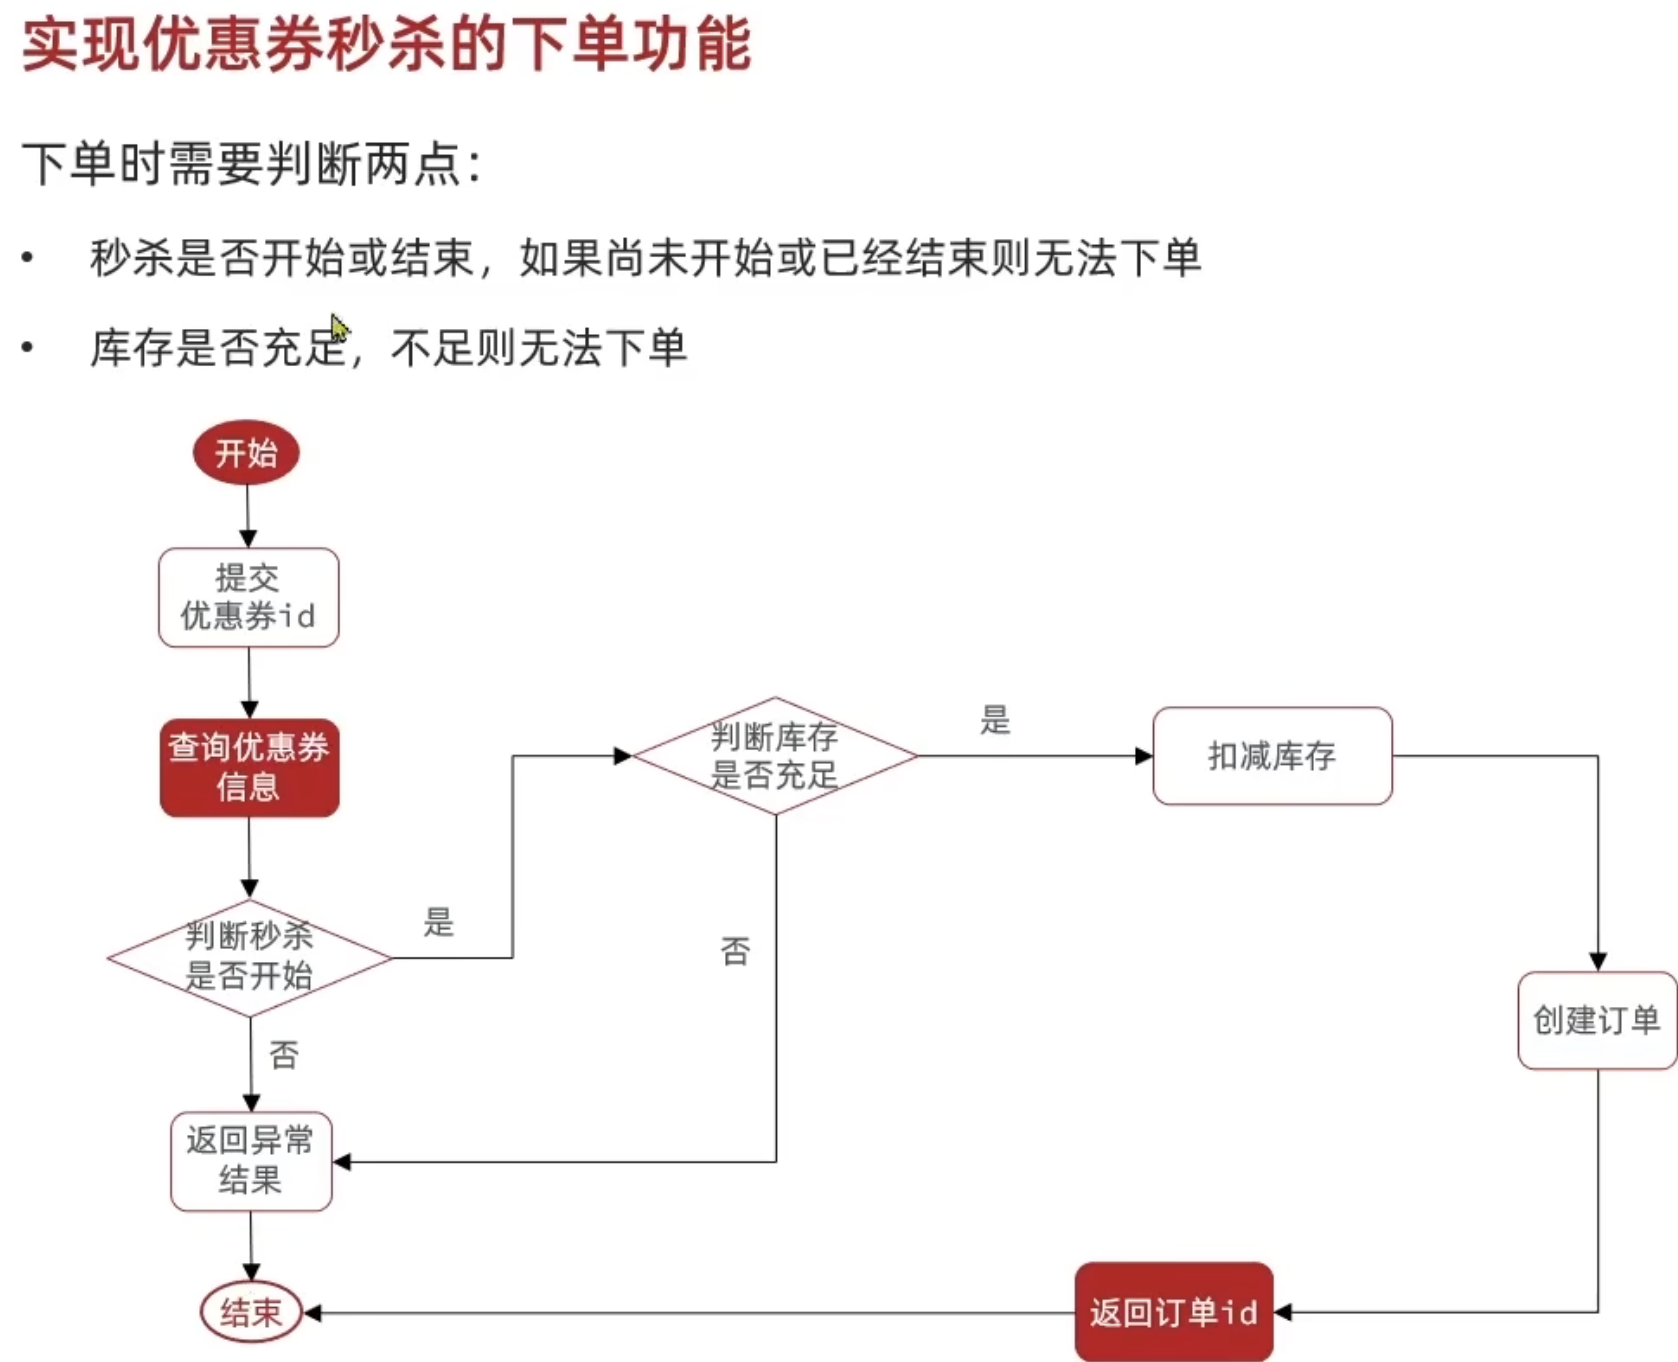 实现优惠券秒杀的下单功能
下单时需要判断两点：
• 秒杀是否开始或结束，如果尚未开始或已经结束则无法下单
• 库存是否充足，不足则无法下单
开始
提交
优惠券id
查询优惠券
信息
判断秒杀
是否开始
是
否
判断库存
是否充足
是
否
扣减库存
创建订单
返回异常
结果
返回订单id
结束